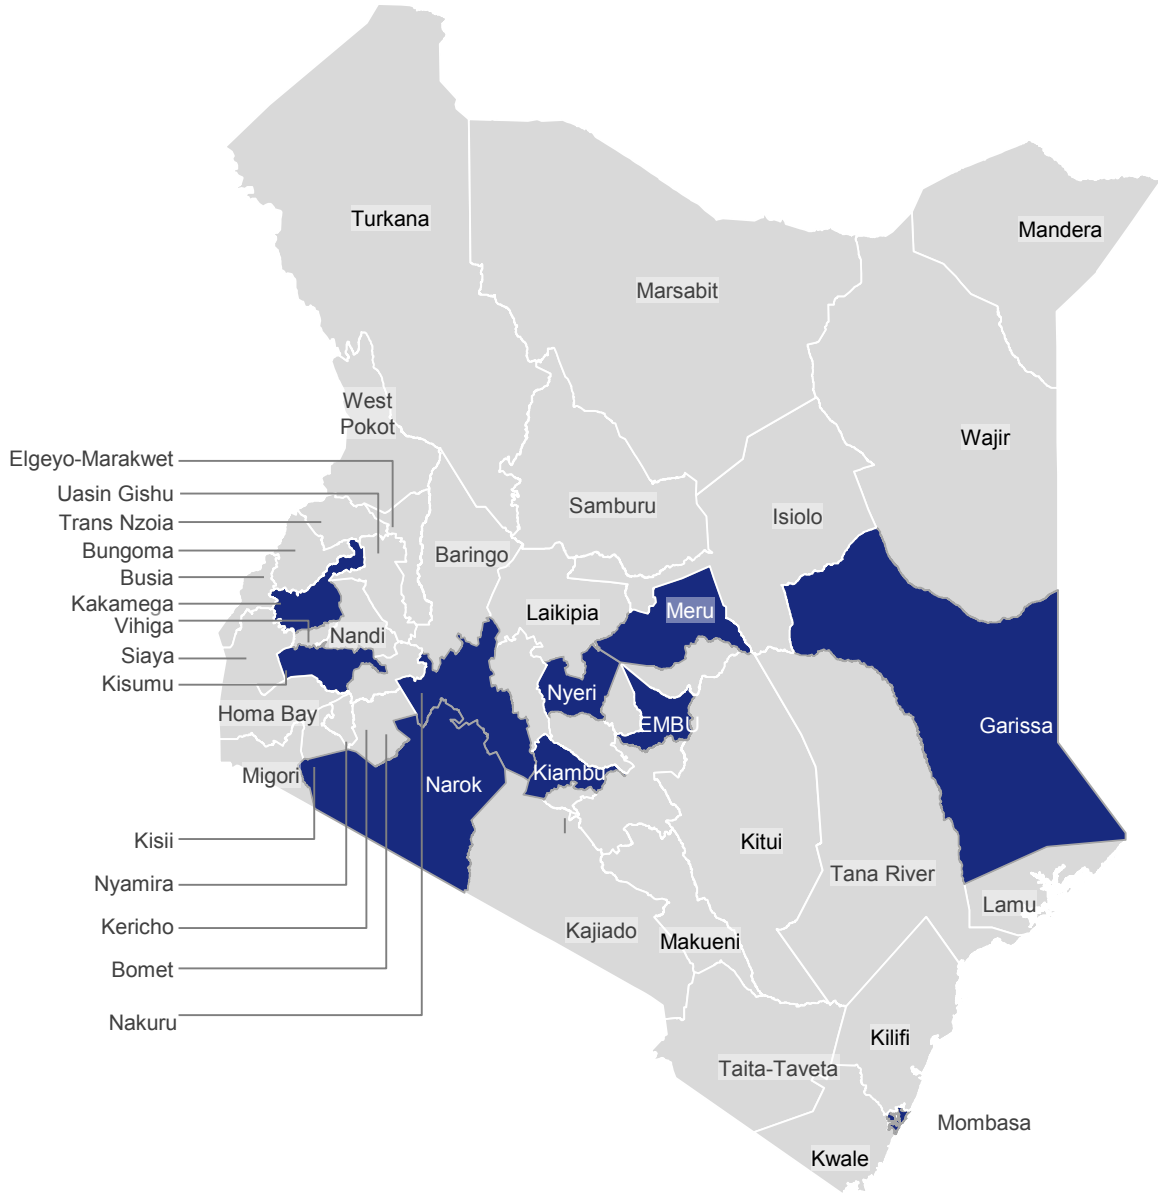 Turkana
Mandera
Marsabit
West
Pokot
Wajir
Elgeyo-Marakwet
Uasin Gishu
Samburu
Trans Nzoia
Isiolo
Bungoma
Baringo
Busia
Kakamega
Laikipia
Meru
Vihiga
Nandi
Siaya
Kisumu
Nyeri
Homa Bay
EMBU
Garissa
Migori
Narok
Kiambu
Kisii
Kitui
Tana River
Nyamira
Lamu
Kericho
Kajiado
Makueni
Bomet
Nakuru
Kilifi
Taita-Taveta
Mombasa
Kwale